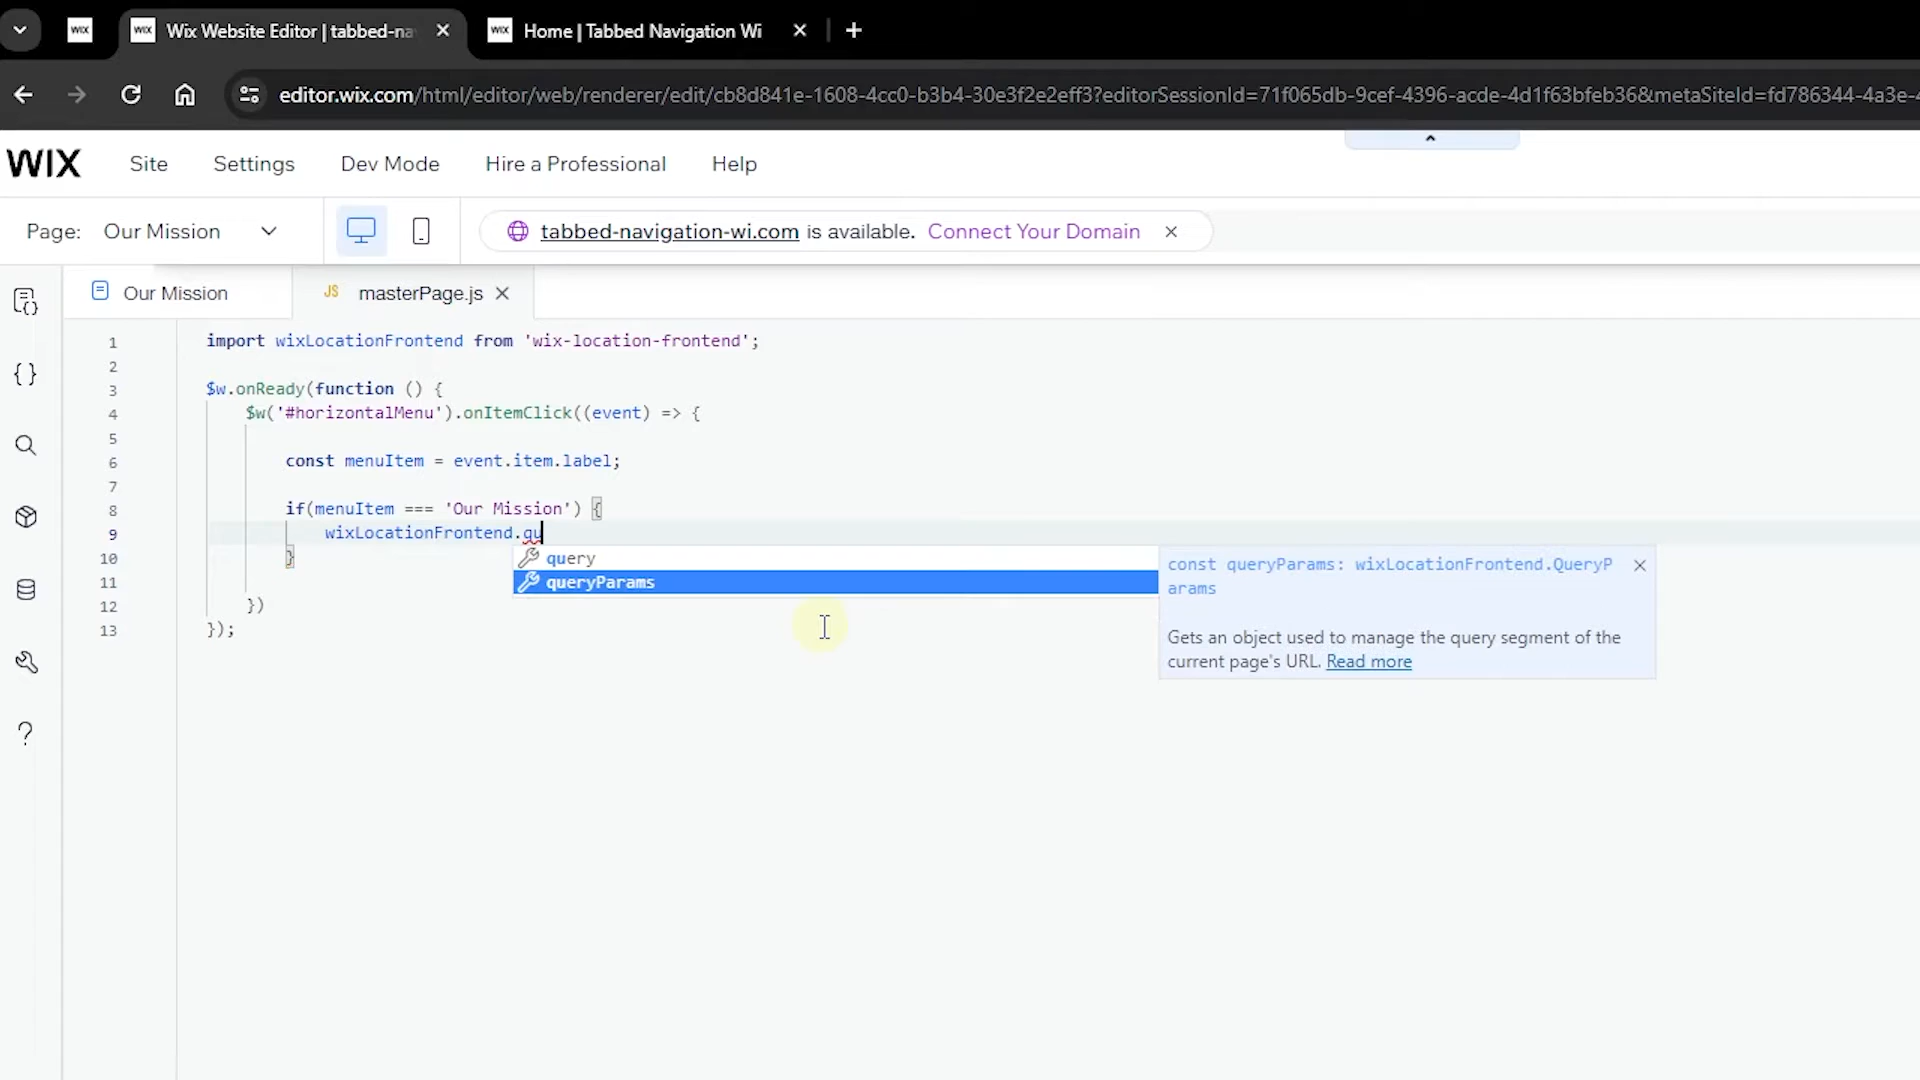 WIX
WIX Wix Website Editor | tabbed-na
WIX Home | Tabbed Navigation Wi
editor.wix.com/html/editor/web/renderer/edit/cb8d841e-1608-4cc0-b3b4-30e3f2e2eff3?editorSessionId=71f065db-9cef-4396-acde-4d1f63bfeb36&metaSiteId=fd786344-4a3e-4
WIX Site Settings Dev Mode Hire a Professional Help
Page: Our Mission tabbed-navigation-wi.com is available. Connect Your Domain
Our Mission JS masterPage.js
1 import wixLocationFrontend from 'wix-location-frontend';
2
3 $w.onReady(function () {
4 $w('#horizontalMenu').onItemClick((event) => {
5
6 const menuItem = event.item.label;
7
8 if(menuItem === 'Our Mission') {
9 wixLocationFrontend.qu
10 }
11
12 })
13 });
query
queryParams
const queryParams: wixLocationFrontend.QueryP
arams
Gets an object used to manage the query segment of the
current page's URL. Read more